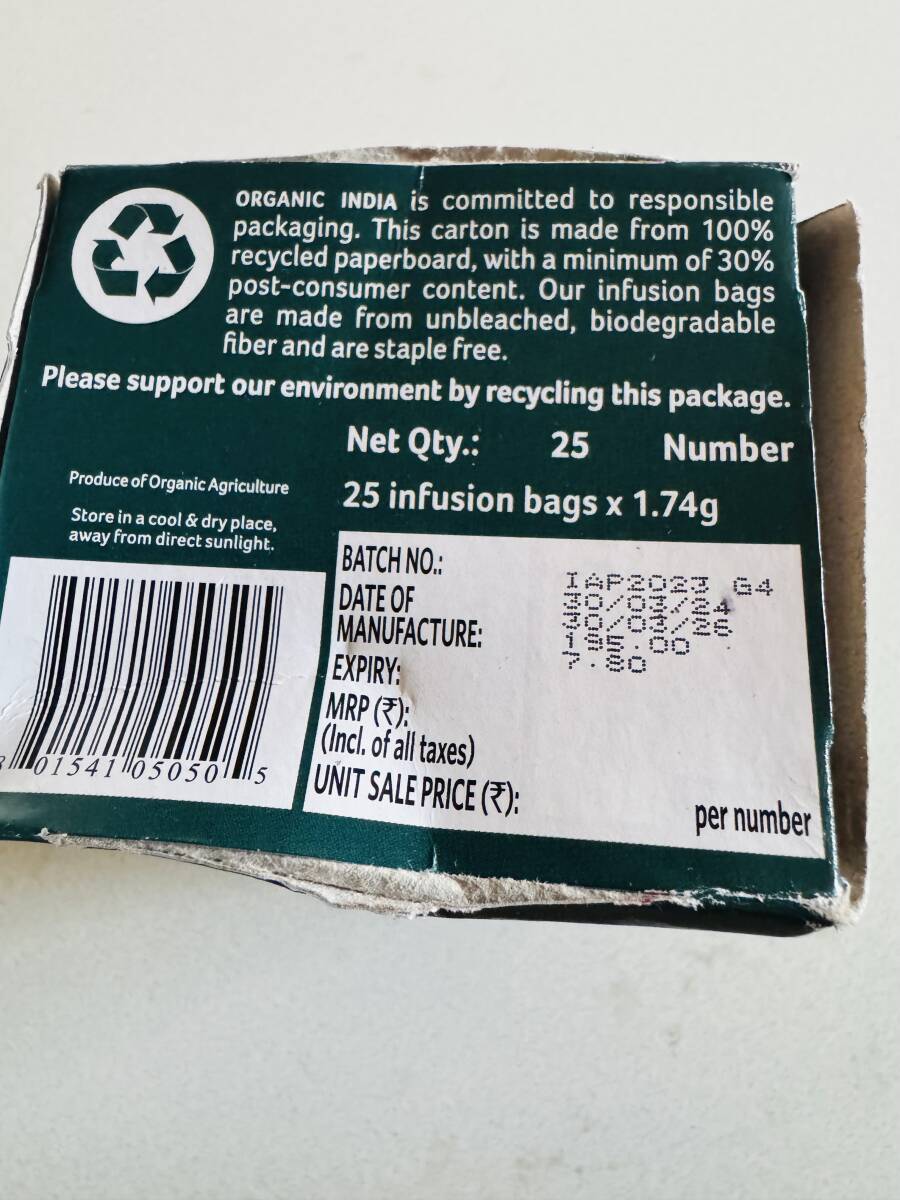 ORGANIC INDIA is committed to responsible
packaging. This carton is made from 100%
recycled paperboard, with a minimum of 30%
post-consumer content. Our infusion bags
are made from unbleached, biodegradable
fiber and are staple free.
Please support our environment by recycling this package.
Net Qty.: 25 Number
25 infusion bags x 1.74g
Produce of Organic Agriculture
Store in a cool & dry place,
away from direct sunlight.
BATCH NO.:
DATE OF
MANUFACTURE:
EXPIRY:
MRP (₹):
(Incl. of all taxes)
UNIT SALE PRICE (₹):
per number
IAP2023 G4
30/03/24
30/03/26
195.00
7.80
01541 05050 5